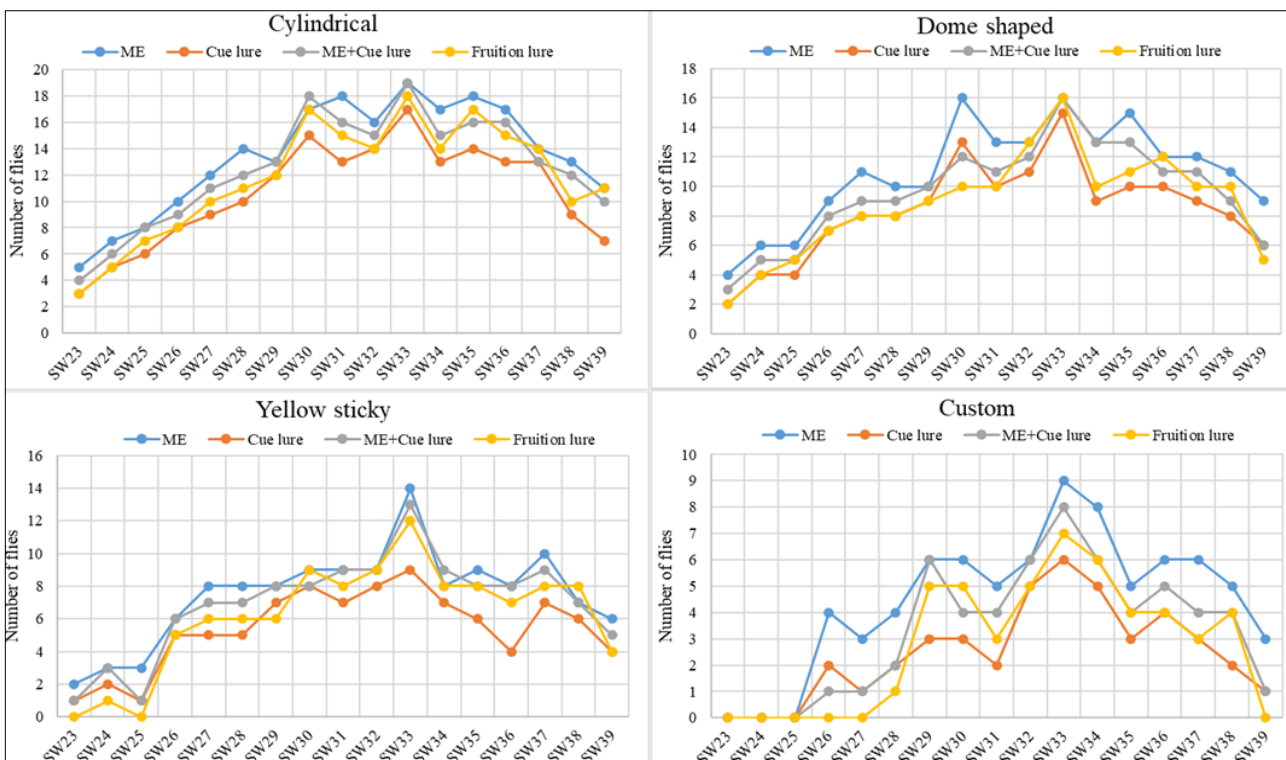 Cylindrical
ME Cue lure ME+Cue lure Fruition lure
Number of flies
20
18
16
14
12
10
8
6
4
2
0
SW23 SW24 SW25 SW26 SW27 SW28 SW29 SW30 SW31 SW32 SW33 SW34 SW35 SW36 SW37 SW38 SW39
Dome shaped
ME Cue lure ME+Cue lure Fruition lure
Number of flies
18
16
14
12
10
8
6
4
2
0
SW23 SW24 SW25 SW26 SW27 SW28 SW29 SW30 SW31 SW32 SW33 SW34 SW35 SW36 SW37 SW38 SW39
Yellow sticky
ME Cue lure ME+Cue lure Fruition lure
Number of flies
16
14
12
10
8
6
4
2
0
SW23 SW24 SW25 SW26 SW27 SW28 SW29 SW30 SW31 SW32 SW33 SW34 SW35 SW36 SW37 SW38 SW39
Custom
ME Cue lure ME+Cue lure Fruition lure
Number of flies
10
9
8
7
6
5
4
3
2
1
0
SW23 SW24 SW25 SW26 SW27 SW28 SW29 SW30 SW31 SW32 SW33 SW34 SW35 SW36 SW37 SW38 SW39